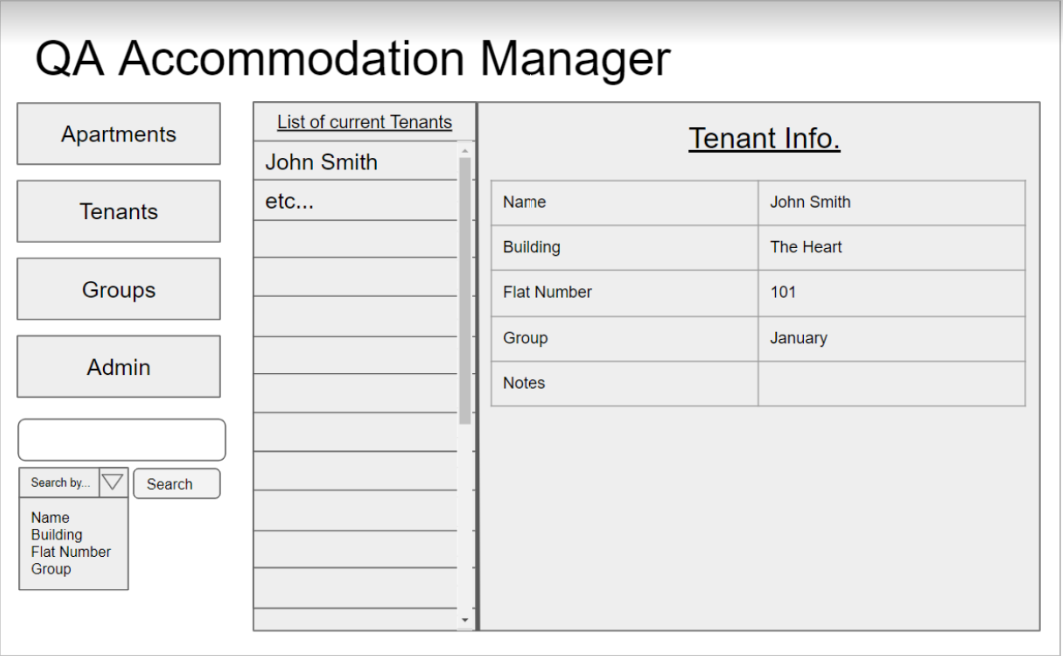 QA Accommodation Manager
Apartments
Tenants
Groups
Admin
Search by...
Search
Name
Building
Flat Number
Group
List of current Tenants
John Smith
etc...
Tenant Info.
Name John Smith
Building The Heart
Flat Number 101
Group January
Notes